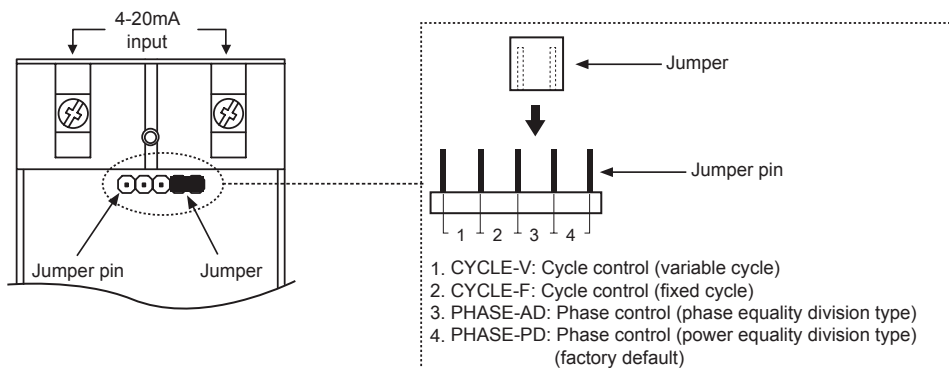 4-20mA
input
Jumper
Jumper pin
Jumper pin
Jumper
1 2 3 4
1. CYCLE-V: Cycle control (variable cycle)
2. CYCLE-F: Cycle control (fixed cycle)
3. PHASE-AD: Phase control (phase equality division type)
4. PHASE-PD: Phase control (power equality division type)
(factory default)